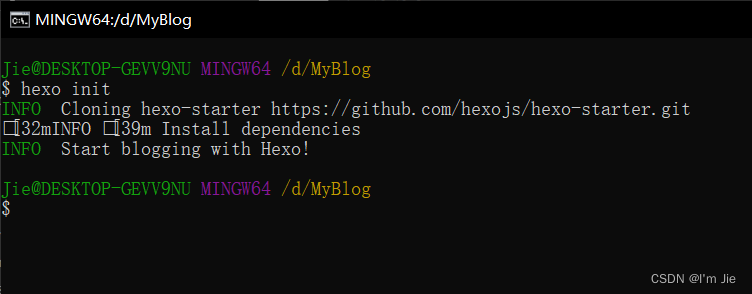 MINGW64:/d/MyBlog
Jie@DESKTOP-GEVV9NU MINGW64 /d/MyBlog
$ hexo init
INFO  Cloning hexo-starter https://github.com/hexojs/hexo-starter.git
□[32mINFO □[39m Install dependencies
INFO  Start blogging with Hexo!
Jie@DESKTOP-GEVV9NU MINGW64 /d/MyBlog
$
CSDN @I'm Jie